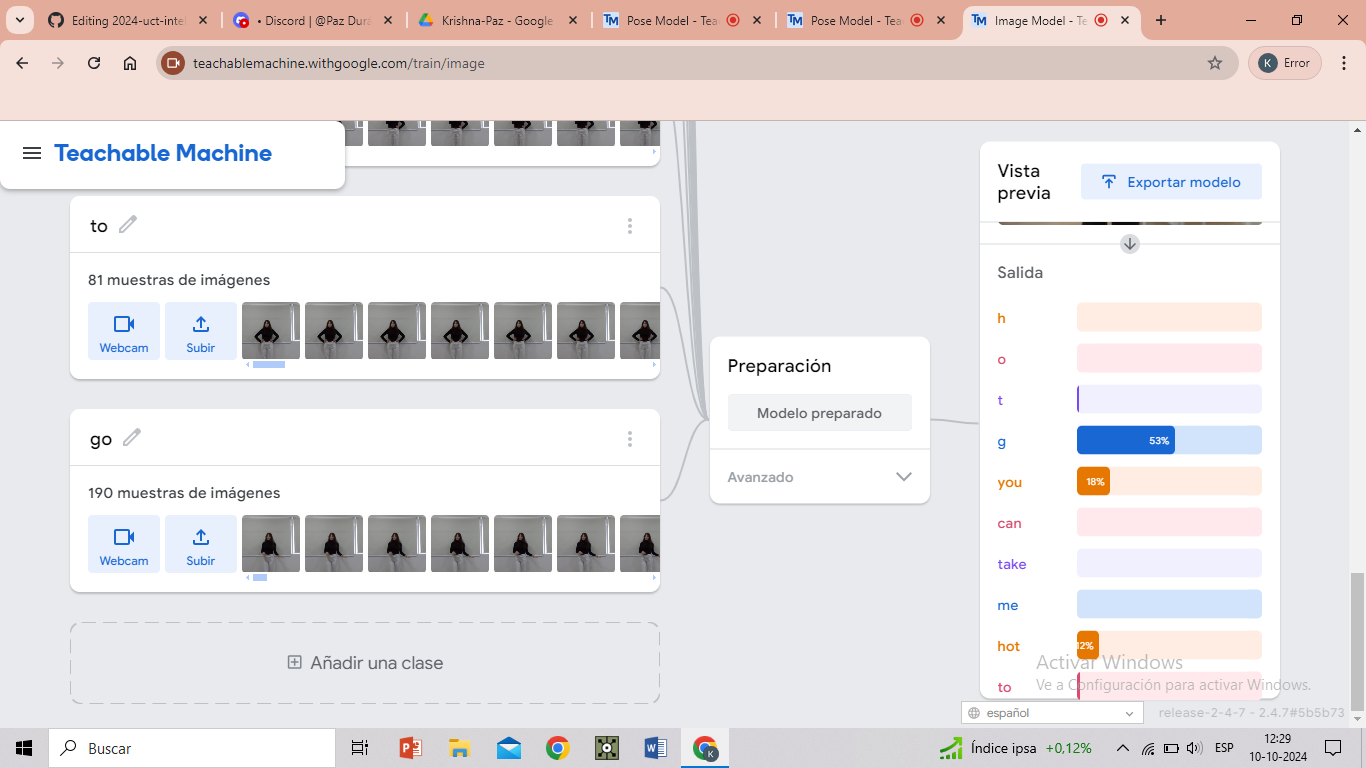 Editing 2024-uct-inte
• Discord | @Paz Dura
Krishna-Paz - Google
Pose Model - Tea
Pose Model - Tea
Image Model - Te
teachablemachine.withgoogle.com/train/image
K
Error
Teachable Machine
to
81 muestras de imágenes
Webcam
Subir
go
190 muestras de imágenes
Webcam
Subir
Añadir una clase
Preparación
Modelo preparado
Avanzado
Vista
previa
Exportar modelo
Salida
h
o
t
g
53%
you
18%
can
take
me
hot
12%
to
Activar Windows
Ve a Configuración para activar Windows.
español
release-2-4-7 - 2.4.7#5b5b73
Buscar
Índice ipsa +0,12%
ESP
12:29
10-10-2024